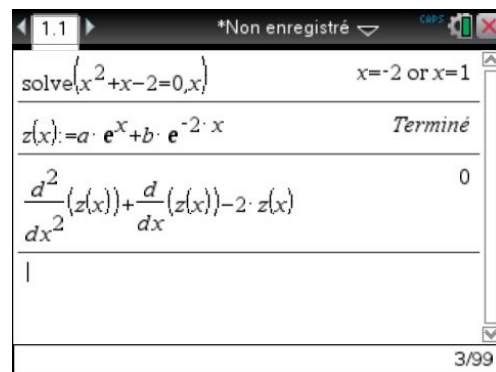 1.1 *Non enregistré CAPS
solve(x²+x-2=0,x) x=-2 or x=1
z(x):=a· e^x+b· e^-2· x Terminé
d²/dx²(z(x))+d/dx(z(x))-2· z(x) 0
3/99